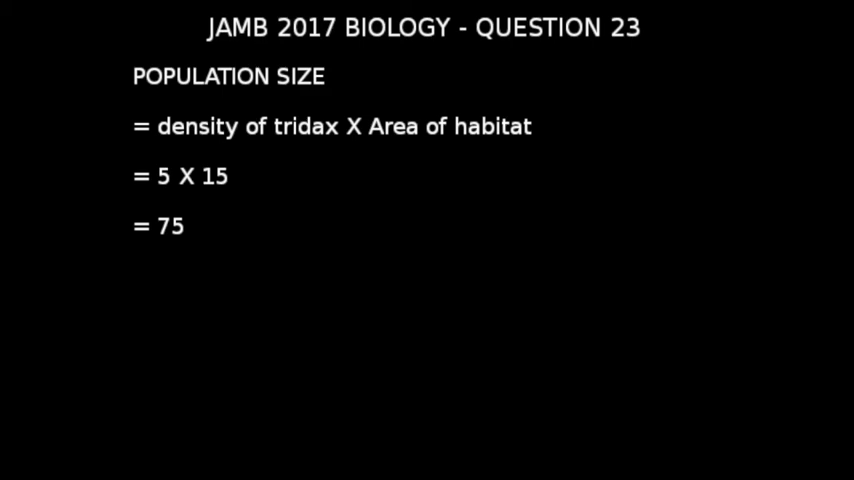 JAMB 2017 BIOLOGY - QUESTION 23
POPULATION SIZE
= density of tridax X Area of habitat
= 5 X 15
= 75